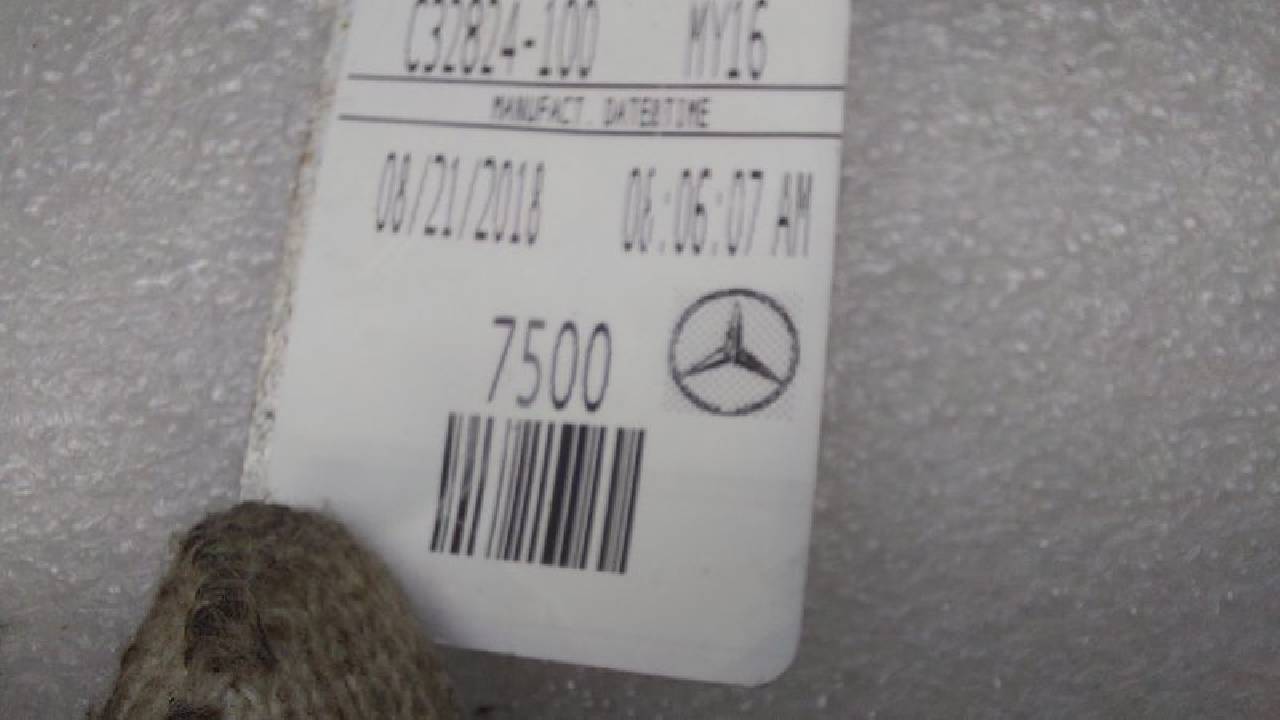 C32824-100 MY16
MANUFACT. DATE&TIME
08/21/2018 06:06:07 AM
7500